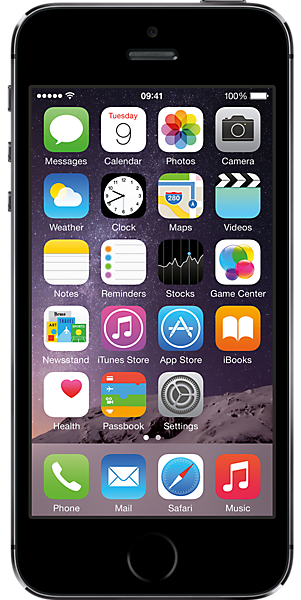 09:41 100%
Tuesday
9
Messages Calendar Photos Camera
280
Weather Clock Maps Videos
Notes Reminders Stocks Game Center
Newsstand iTunes Store App Store iBooks
Health Passbook Settings
Phone Mail Safari Music